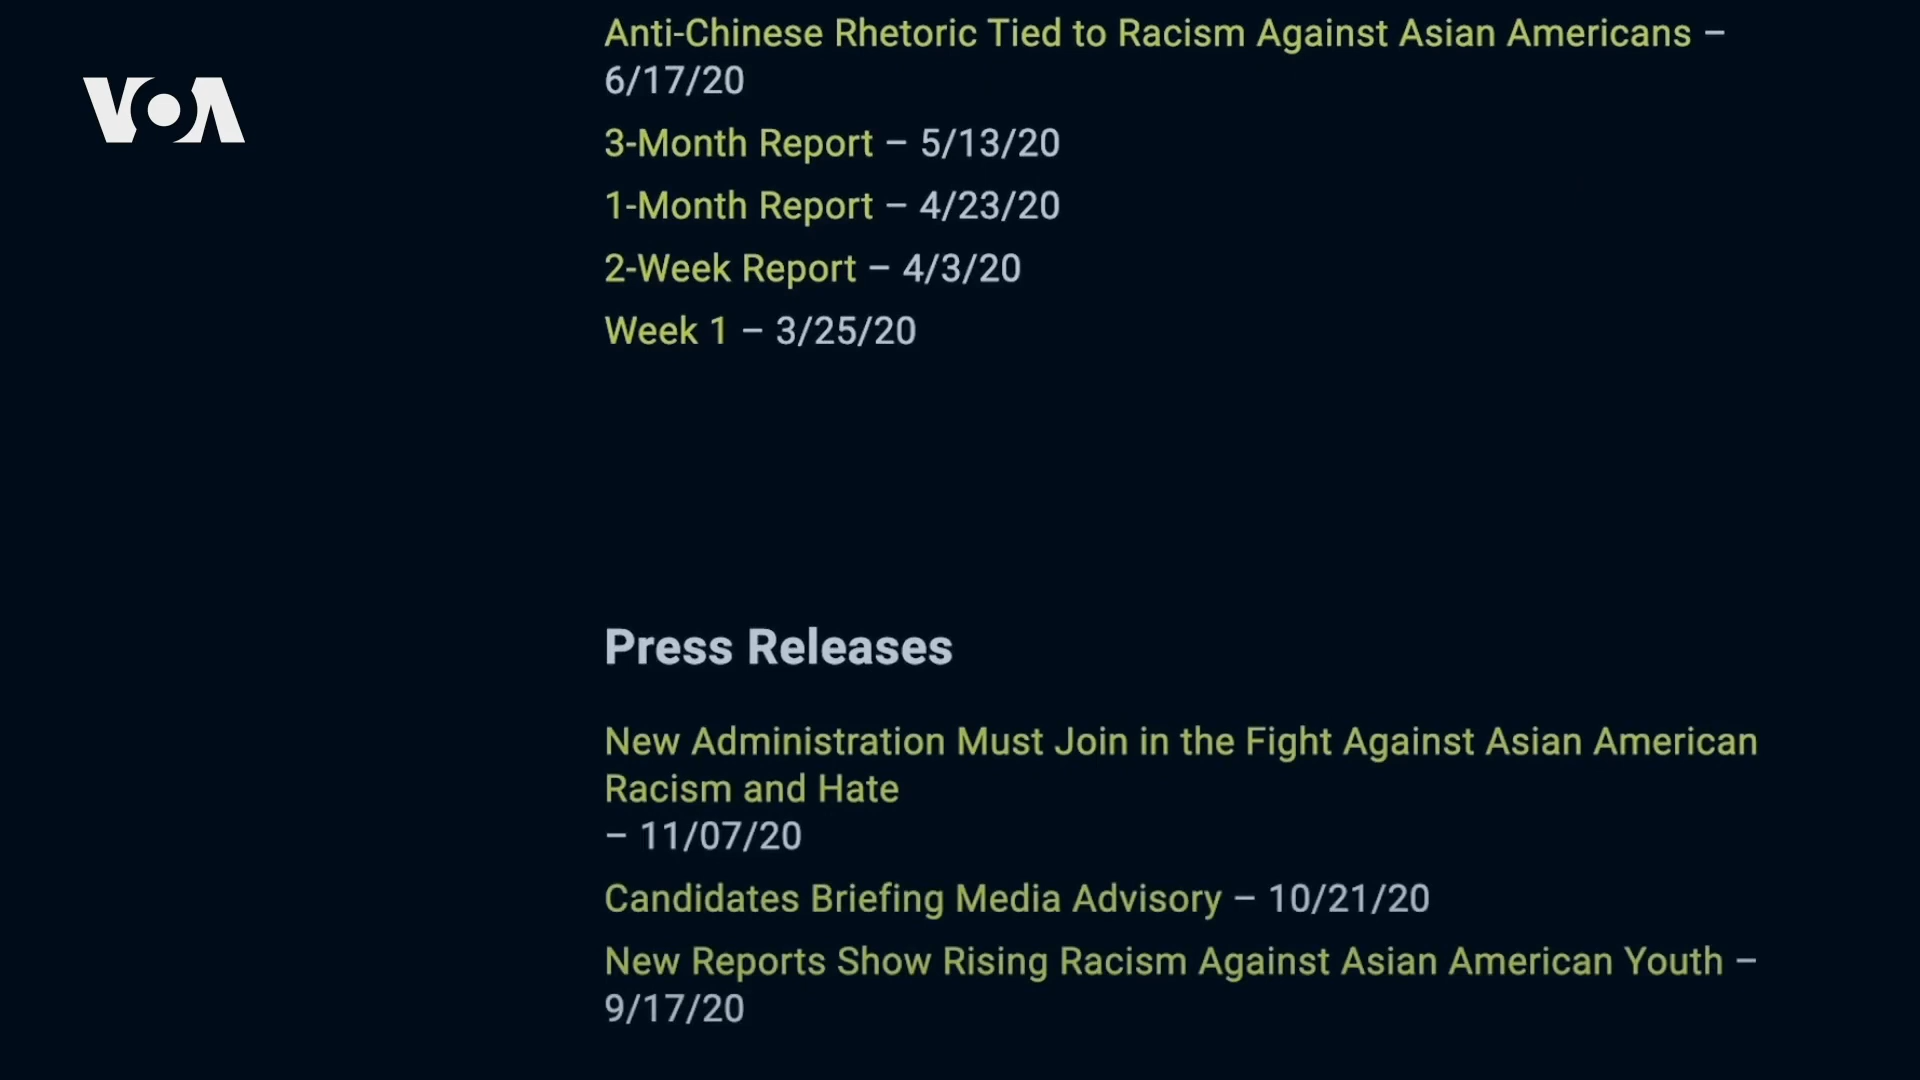 VOA
Anti-Chinese Rhetoric Tied to Racism Against Asian Americans –
6/17/20
3-Month Report – 5/13/20
1-Month Report – 4/23/20
2-Week Report – 4/3/20
Week 1 – 3/25/20
Press Releases
New Administration Must Join in the Fight Against Asian American
Racism and Hate
– 11/07/20
Candidates Briefing Media Advisory – 10/21/20
New Reports Show Rising Racism Against Asian American Youth –
9/17/20